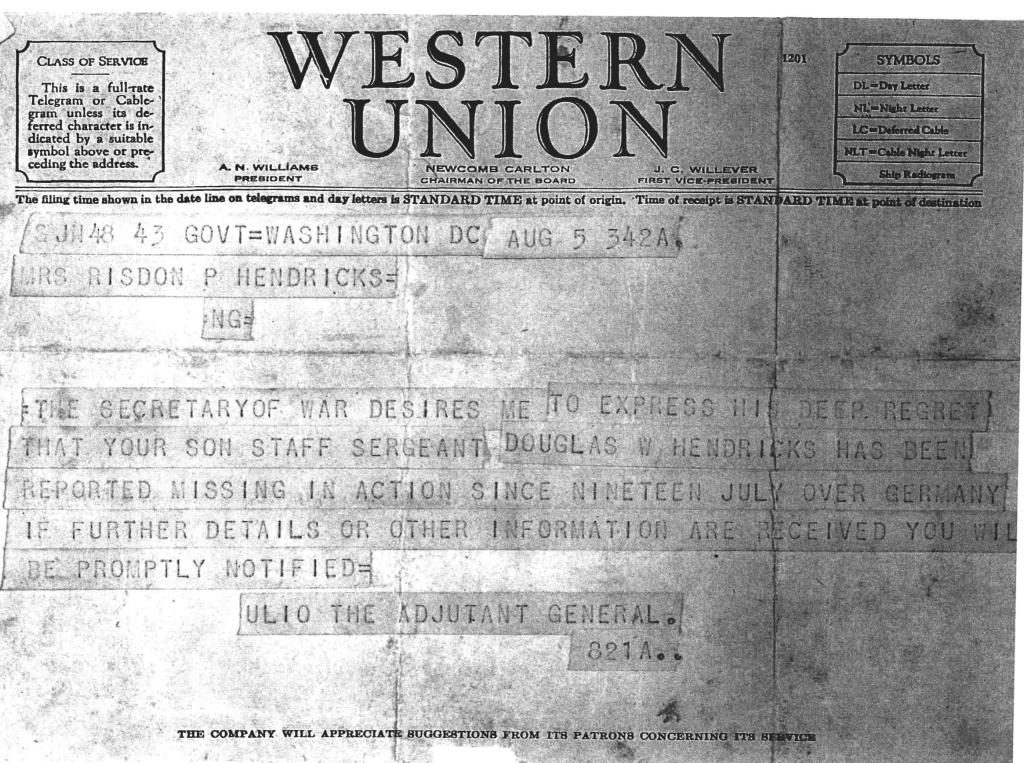 WESTERN
UNION
1201
CLASS OF SERVICE
This is a full-rate
Telegram or Cable-
gram unless its de-
ferred character is in-
dicated by a suitable
symbol above or pre-
ceding the address.
SYMBOLS
DL=Day Letter
NL=Night Letter
LC=Deferred Cable
NLT=Cable Night Letter
Ship Radiogram
A. N. WILLIAMS
PRESIDENT
NEWCOMB CARLTON
CHAIRMAN OF THE BOARD
J. C. WILLEVER
FIRST VICE-PRESIDENT
The filing time shown in the date line on telegrams and day letters is STANDARD TIME at point of origin. Time of receipt is STANDARD TIME at point of destination
SJN48 43 GOVT=WASHINGTON DC AUG 5 342A.
MRS RISDON P HENDRICKS=
:NG=
:THE SECRETARYOF WAR DESIRES ME TO EXPRESS HIS DEEP REGRET
THAT YOUR SON STAFF SERGEANT DOUGLAS W HENDRICKS HAS BEEN
REPORTED MISSING IN ACTION SINCE NINETEEN JULY OVER GERMANY
IF FURTHER DETAILS OR OTHER INFORMATION ARE RECEIVED YOU WIL
BE PROMPTLY NOTIFIED=
ULIO THE ADJUTANT GENERAL.
821A..
THE COMPANY WILL APPRECIATE SUGGESTIONS FROM ITS PATRONS CONCERNING ITS SERVICE